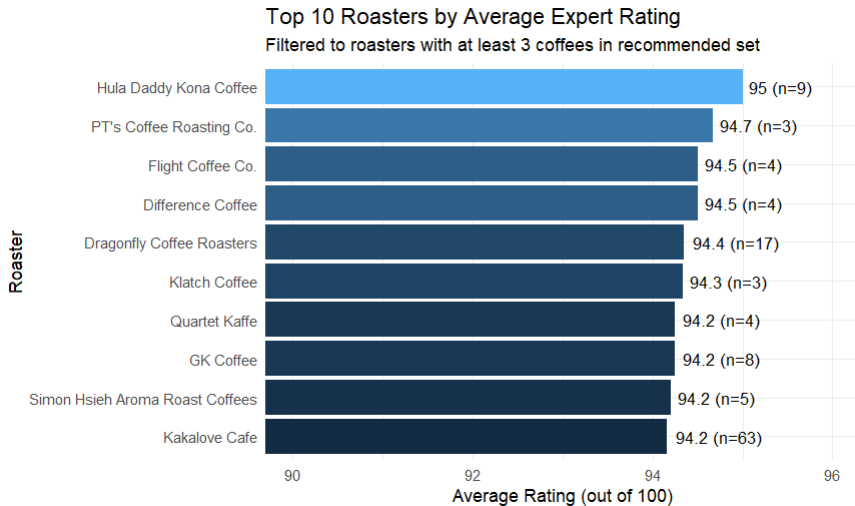 Top 10 Roasters by Average Expert Rating
Filtered to roasters with at least 3 coffees in recommended set
Roaster
Hula Daddy Kona Coffee 95 (n=9)
PT's Coffee Roasting Co. 94.7 (n=3)
Flight Coffee Co. 94.5 (n=4)
Difference Coffee 94.5 (n=4)
Dragonfly Coffee Roasters 94.4 (n=17)
Klatch Coffee 94.3 (n=3)
Quartet Kaffe 94.2 (n=4)
GK Coffee 94.2 (n=8)
Simon Hsieh Aroma Roast Coffees 94.2 (n=5)
Kakalove Cafe 94.2 (n=63)
90 92 94 96
Average Rating (out of 100)